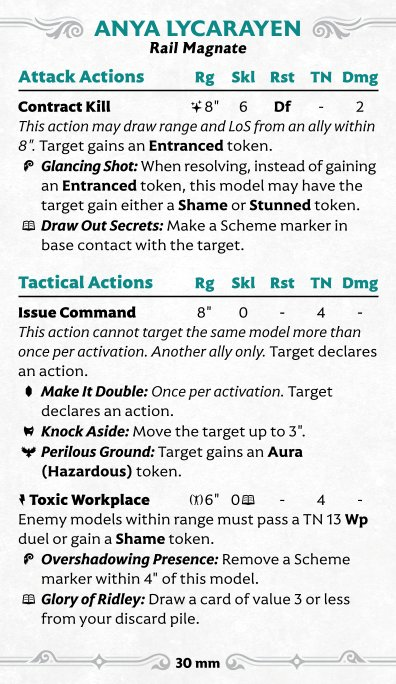 ANYA LYCARAYEN
Rail Magnate
Attack Actions Rg Skl Rst TN Dmg
Contract Kill 8" 6 Df - 2
This action may draw range and LoS from an ally within
8". Target gains an Entranced token.
Glancing Shot: When resolving, instead of gaining
an Entranced token, this model may have the
target gain either a Shame or Stunned token.
Draw Out Secrets: Make a Scheme marker in
base contact with the target.
Tactical Actions Rg Skl Rst TN Dmg
Issue Command 8" 0 - 4 -
This action cannot target the same model more than
once per activation. Another ally only. Target declares
an action.
Make It Double: Once per activation. Target
declares an action.
Knock Aside: Move the target up to 3".
Perilous Ground: Target gains an Aura
(Hazardous) token.
Toxic Workplace 6" 0 - 4 -
Enemy models within range must pass a TN 13 Wp
duel or gain a Shame token.
Overshadowing Presence: Remove a Scheme
marker within 4" of this model.
Glory of Ridley: Draw a card of value 3 or less
from your discard pile.
30 mm